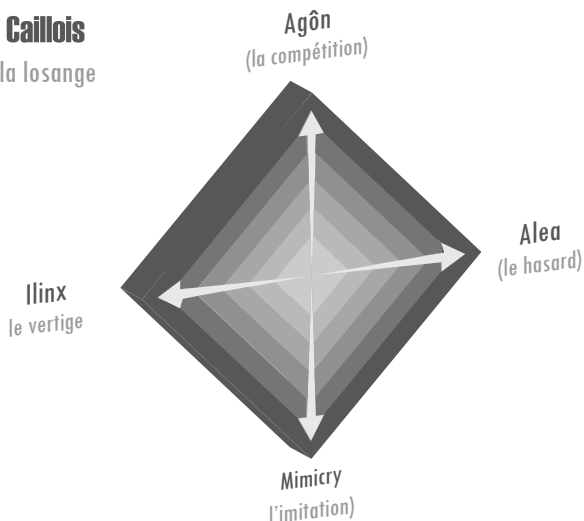 Caillois
la losange
Agôn
(la compétition)
Alea
(le hasard)
Ilinx
le vertige
Mimicry
l'imitation)